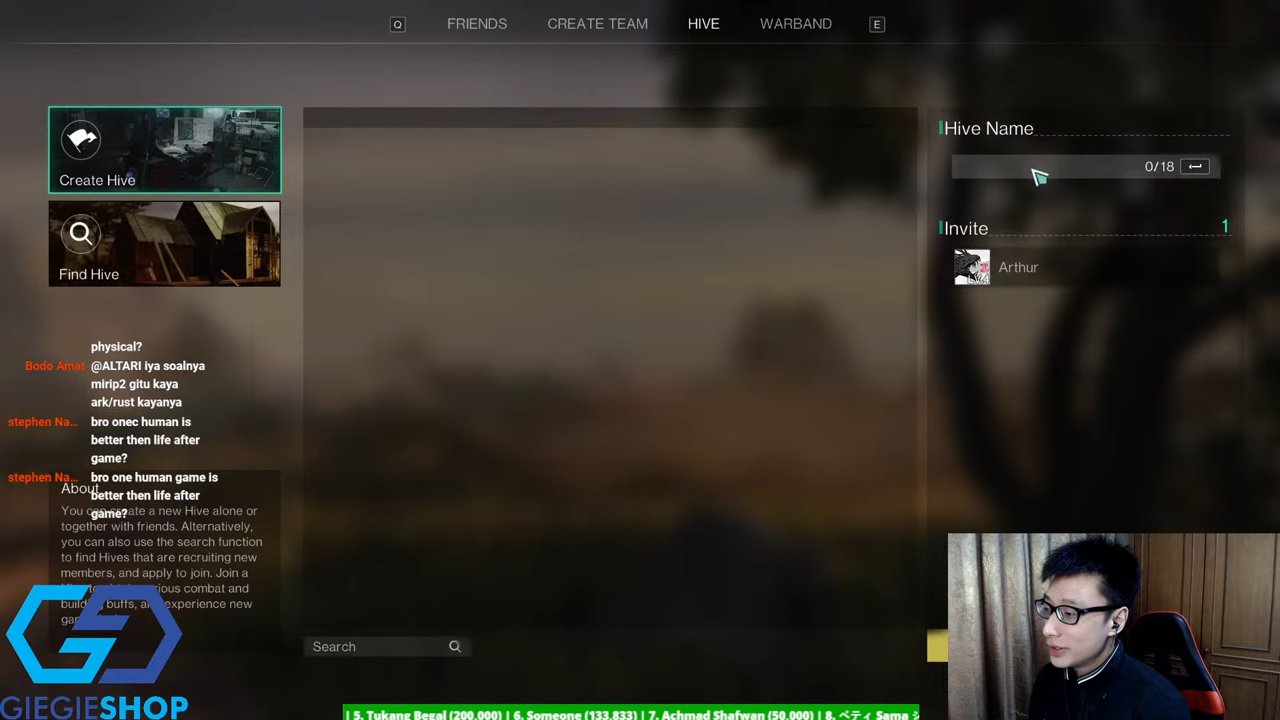 Q FRIENDS CREATE TEAM HIVE WARBAND E
Create Hive
Find Hive
physical?
Bodo Amat @ALTARI iya soalnya
mirip2 gitu kaya
ark/rust kayanya
stephen Na... bro onec human is
better then life after
game?
stephen Na... bro one human game is
better then life after
game?
About
You can create a new Hive alone or
together with friends. Alternatively,
you can also use the search function
to find Hives that are recruiting new
members, and apply to join. Join a
combat and
buffs, experience new
GIEGIESHOP
Search
Hive Name
0/18
Invite 1
Arthur
| 5. Tukang Begal (200,000) | 6. Someone (133,833) | 7. Achmad Shafwan (50,000) | 8. ペティ Sama